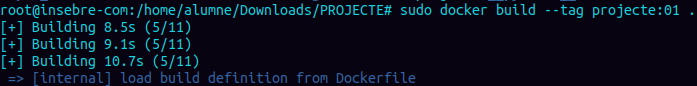 root@insebre-com:/home/alumne/Downloads/PROJECTE# sudo docker build --tag projecte:01 .
[+] Building 8.5s (5/11)
[+] Building 9.1s (5/11)
[+] Building 10.7s (5/11)
=> [internal] load build definition from Dockerfile